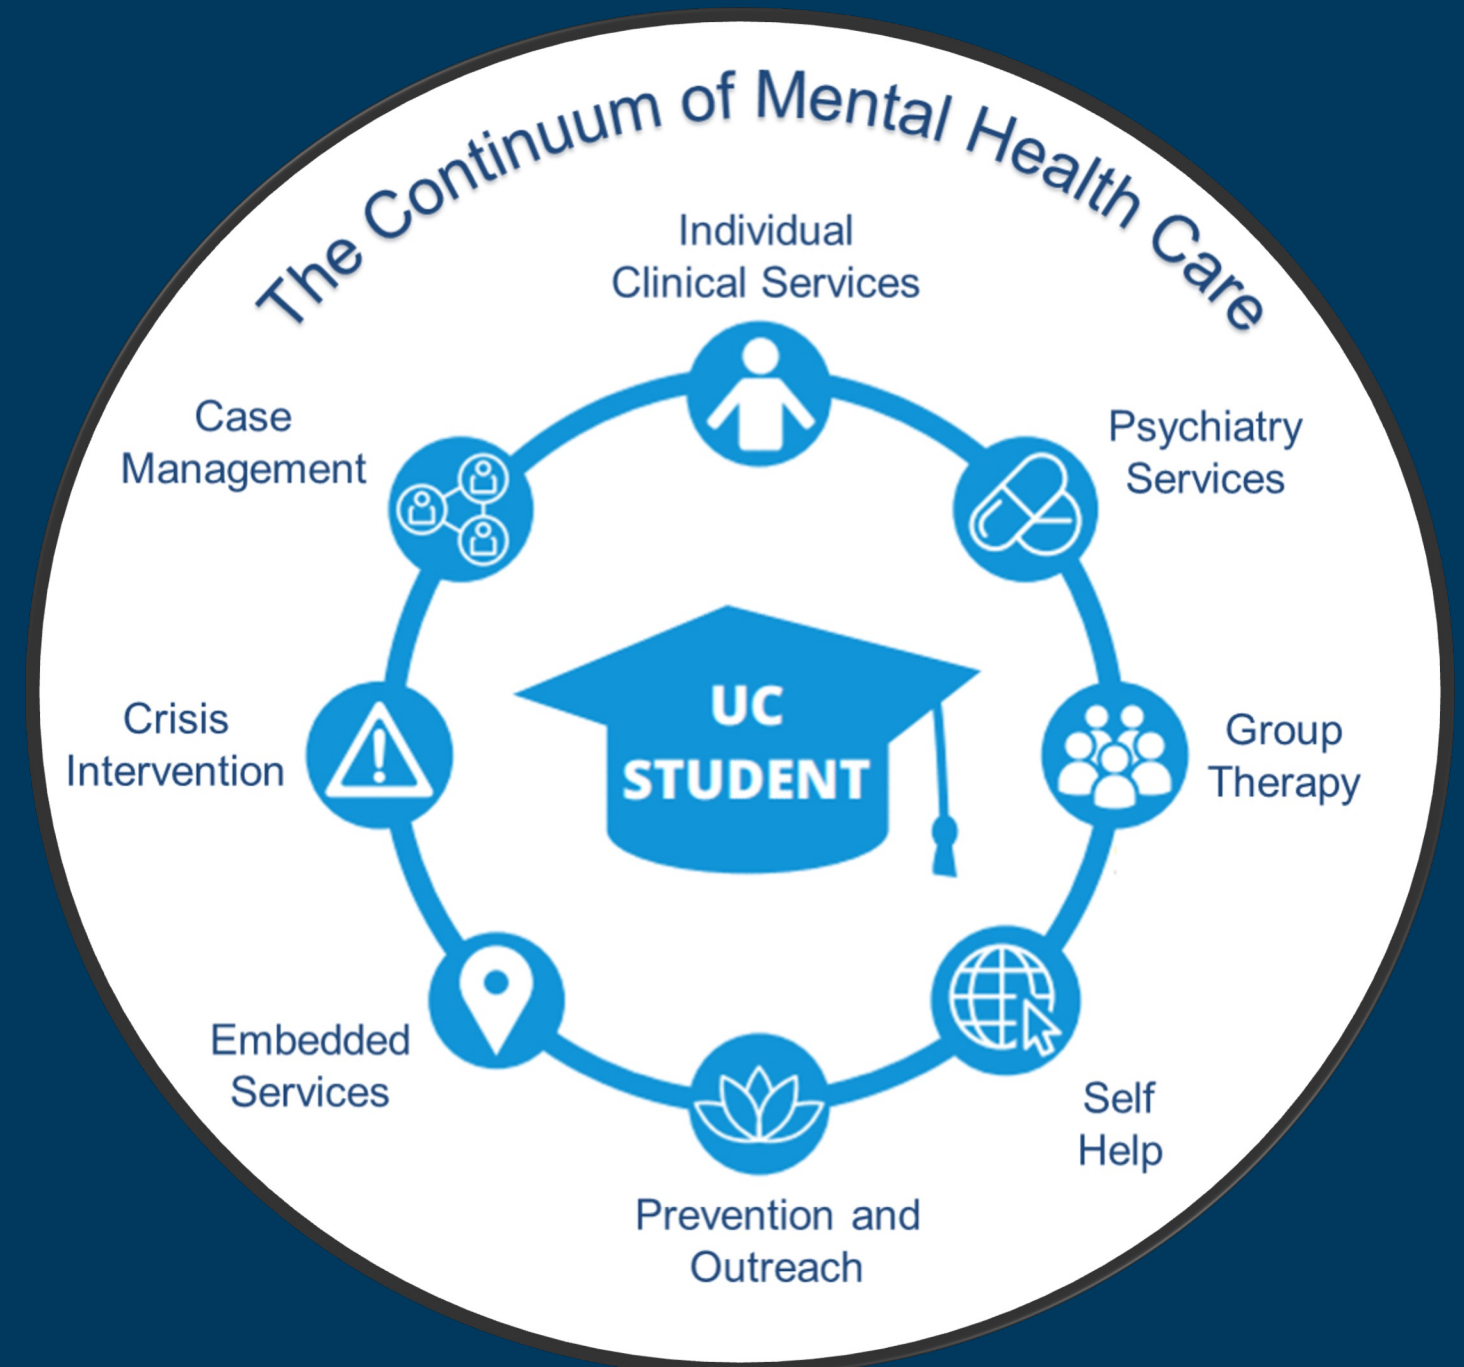 The Continuum of Mental Health Care
Individual
Clinical Services
Psychiatry
Services
Group
Therapy
Self
Help
Prevention and
Outreach
Embedded
Services
Crisis
Intervention
Case
Management
UC
STUDENT